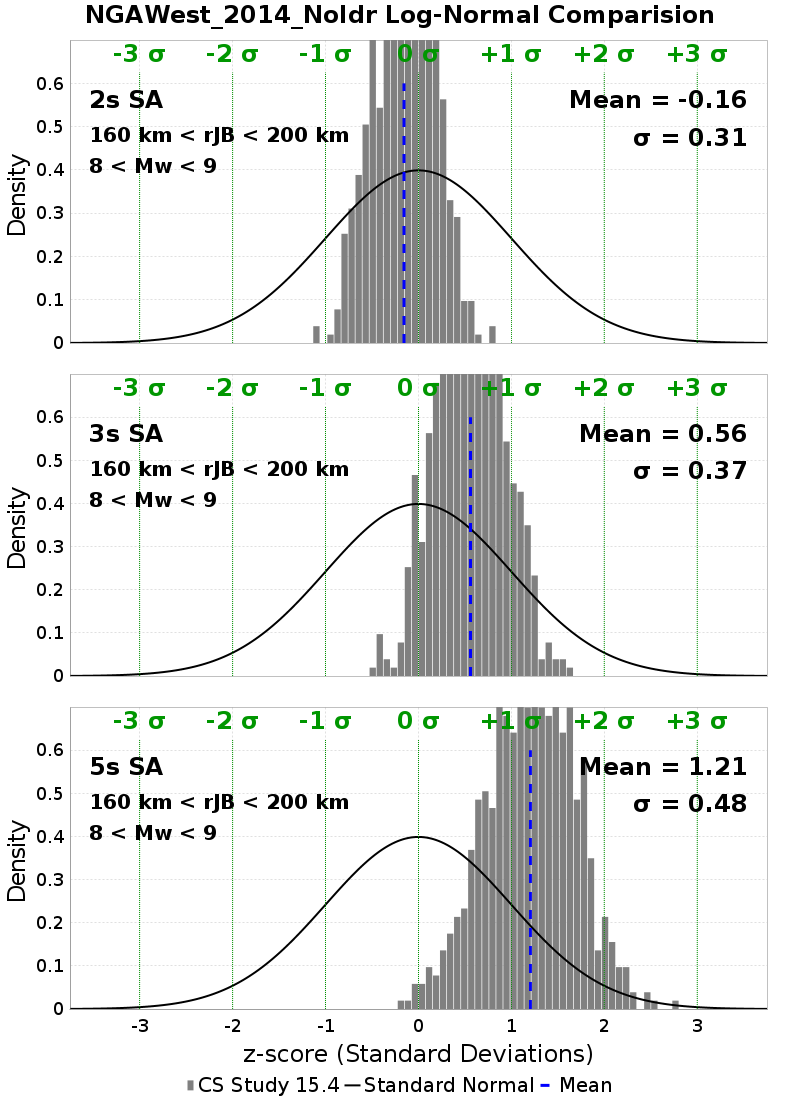 NGAWest_2014_NoIdr Log-Normal Comparision
-3 σ -2 σ -1 σ 0 σ +1 σ +2 σ +3 σ
0.6
2s SA Mean = -0.16
0.5
160 km < rJB < 200 km σ = 0.31
0.4
8 < Mw < 9
Density
0.3
0.2
0.1
0
-3 σ -2 σ -1 σ 0 σ +1 σ +2 σ +3 σ
0.6
3s SA Mean = 0.56
0.5
160 km < rJB < 200 km σ = 0.37
0.4
8 < Mw < 9
Density
0.3
0.2
0.1
0
-3 σ -2 σ -1 σ 0 σ +1 σ +2 σ +3 σ
0.6
5s SA Mean = 1.21
0.5
160 km < rJB < 200 km σ = 0.48
0.4
8 < Mw < 9
Density
0.3
0.2
0.1
0
-3 -2 -1 0 1 2 3
z-score (Standard Deviations)
CS Study 15.4 Standard Normal Mean